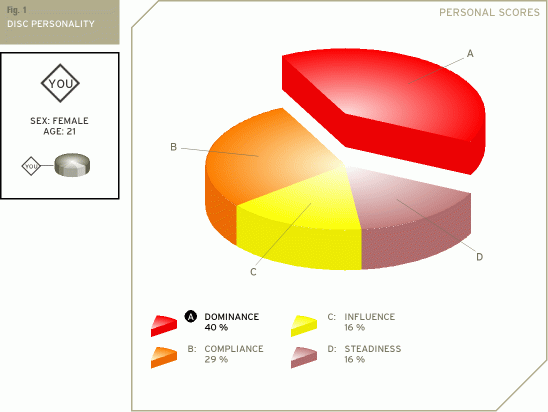 Fig. 1
DISC PERSONALITY
PERSONAL SCORES
YOU
SEX: FEMALE
AGE: 21
YOU
A
B
C
D
A DOMINANCE
40 %
C: INFLUENCE
16 %
B: COMPLIANCE
29 %
D: STEADINESS
16 %